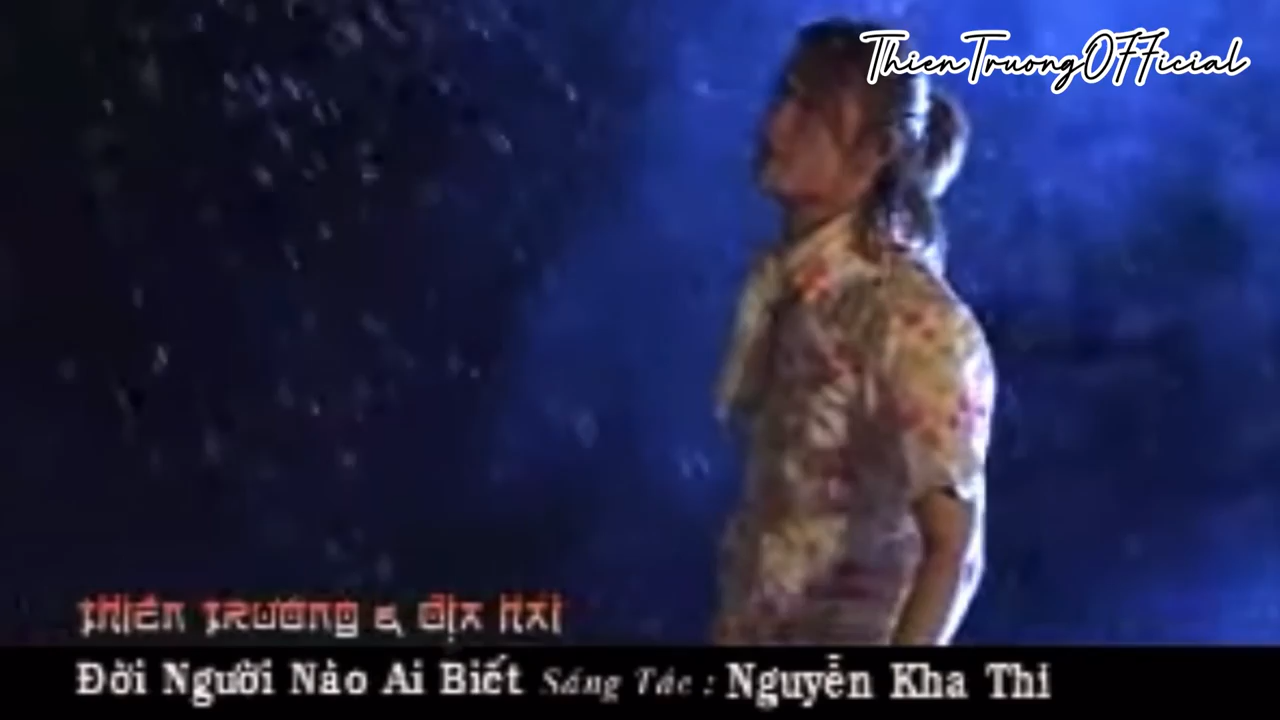 ThienTruongOFFicial
THIÊN TRƯỜNG & ĐỊA HẢI
Đời Người Nào Ai Biết Sáng Tác : Nguyễn Kha Thi